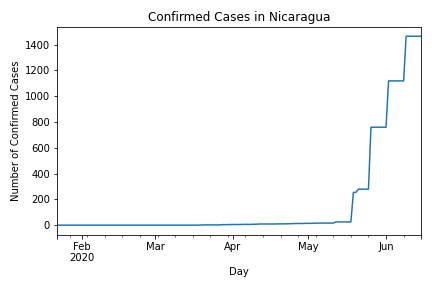 Confirmed Cases in Nicaragua
Number of Confirmed Cases
1400
1200
1000
800
600
400
200
0
Feb
2020
Mar
Apr
May
Jun
Day